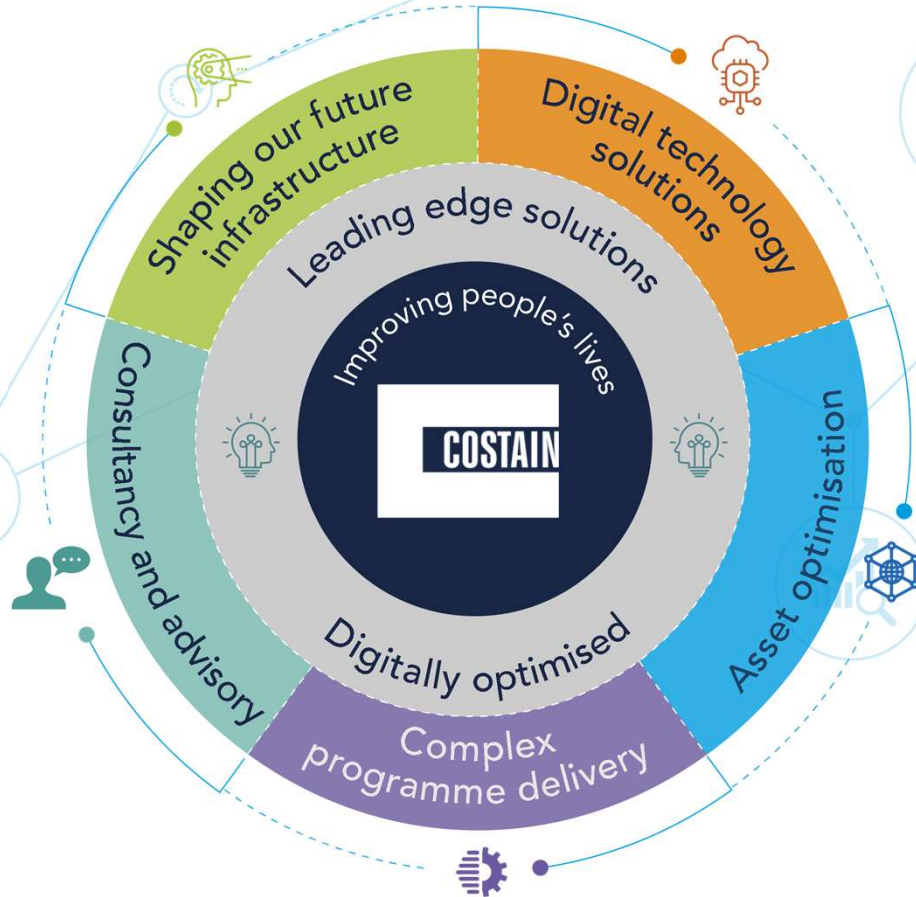 Shaping our future
infrastructure
Digital technology
solutions
Leading edge solutions
Improving people's lives
COSTAIN
Consultancy and advisory
Asset optimisation
Digitally optimised
Complex
programme delivery